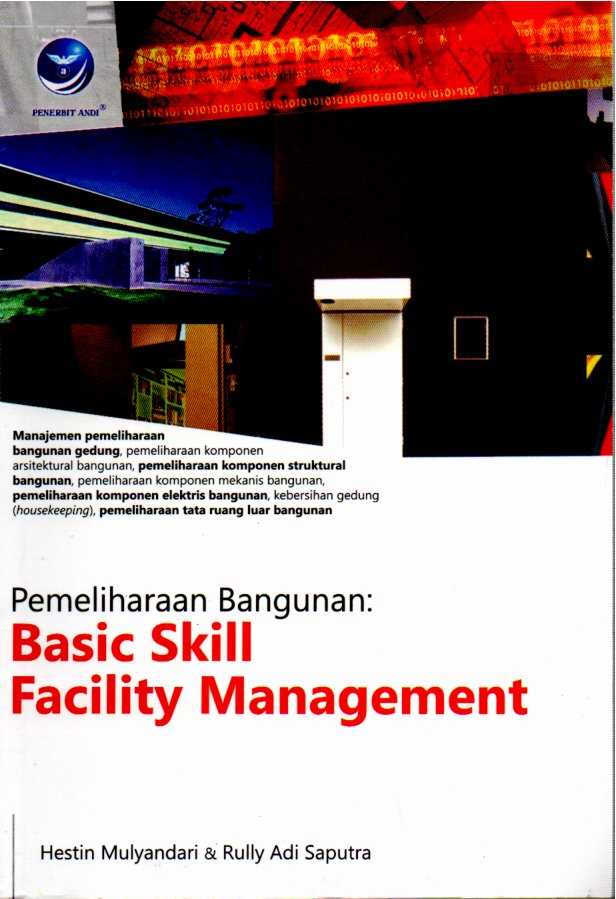 PENERBIT ANDI®
Manajemen pemeliharaan
bangunan gedung, pemeliharaan komponen
arsitektural bangunan, pemeliharaan komponen struktural
bangunan, pemeliharaan komponen mekanis bangunan,
pemeliharaan komponen elektris bangunan, kebersihan gedung
(housekeeping), pemeliharaan tata ruang luar bangunan
Pemeliharaan Bangunan:
Basic Skill
Facility Management
Hestin Mulyandari & Rully Adi Saputra